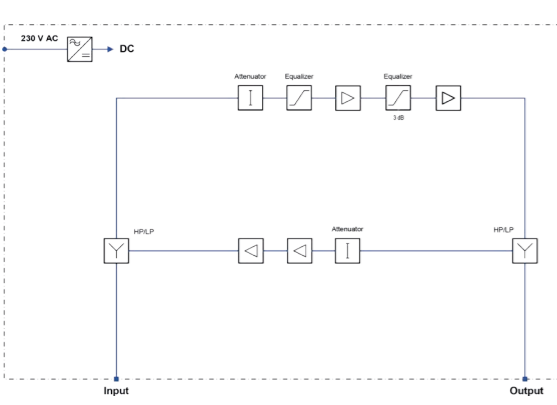 230 V AC
DC
Attenuator
Equalizer
Equalizer
3 dB
HP/LP
Attenuator
HP/LP
Input
Output